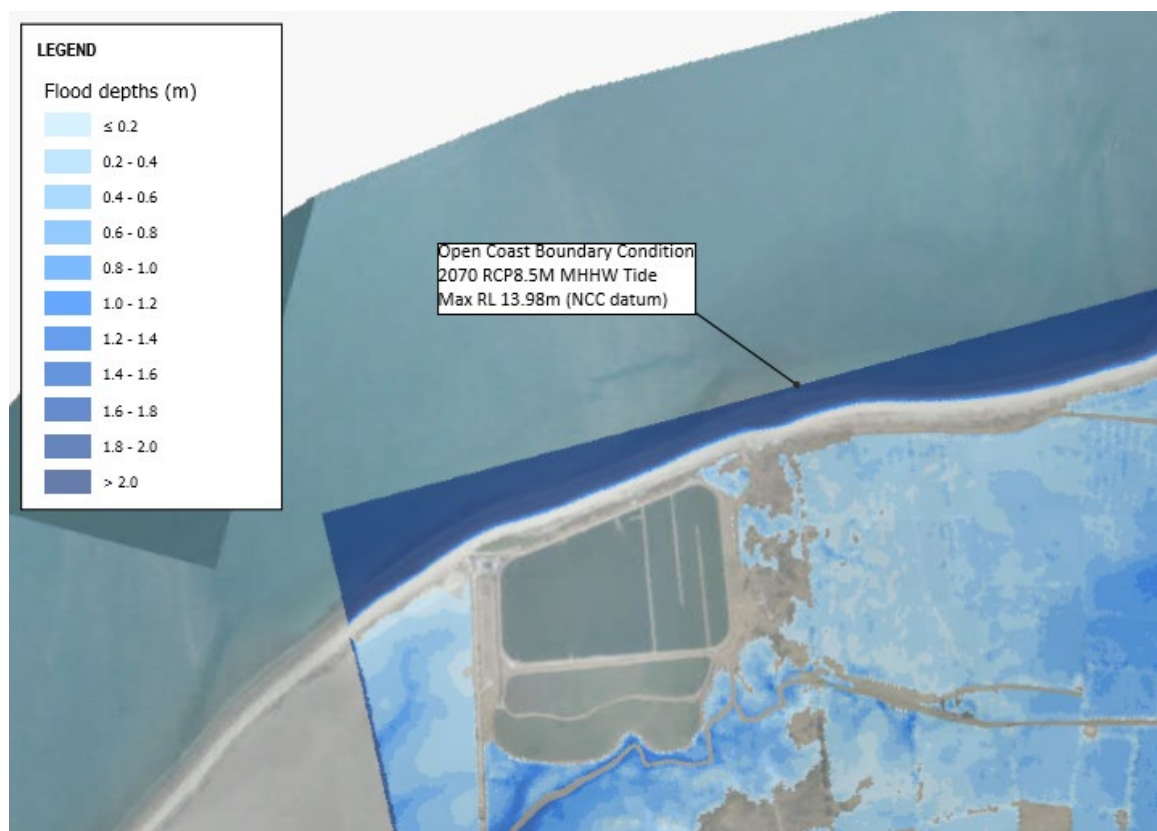 LEGEND
Flood depths (m)
≤ 0.2
0.2 - 0.4
0.4 - 0.6
0.6 - 0.8
0.8 - 1.0
1.0 - 1.2
1.2 - 1.4
1.4 - 1.6
1.6 - 1.8
1.8 - 2.0
> 2.0
Open Coast Boundary Condition
2070 RCP8.5M MHHW Tide
Max RL 13.98m (NCC datum)